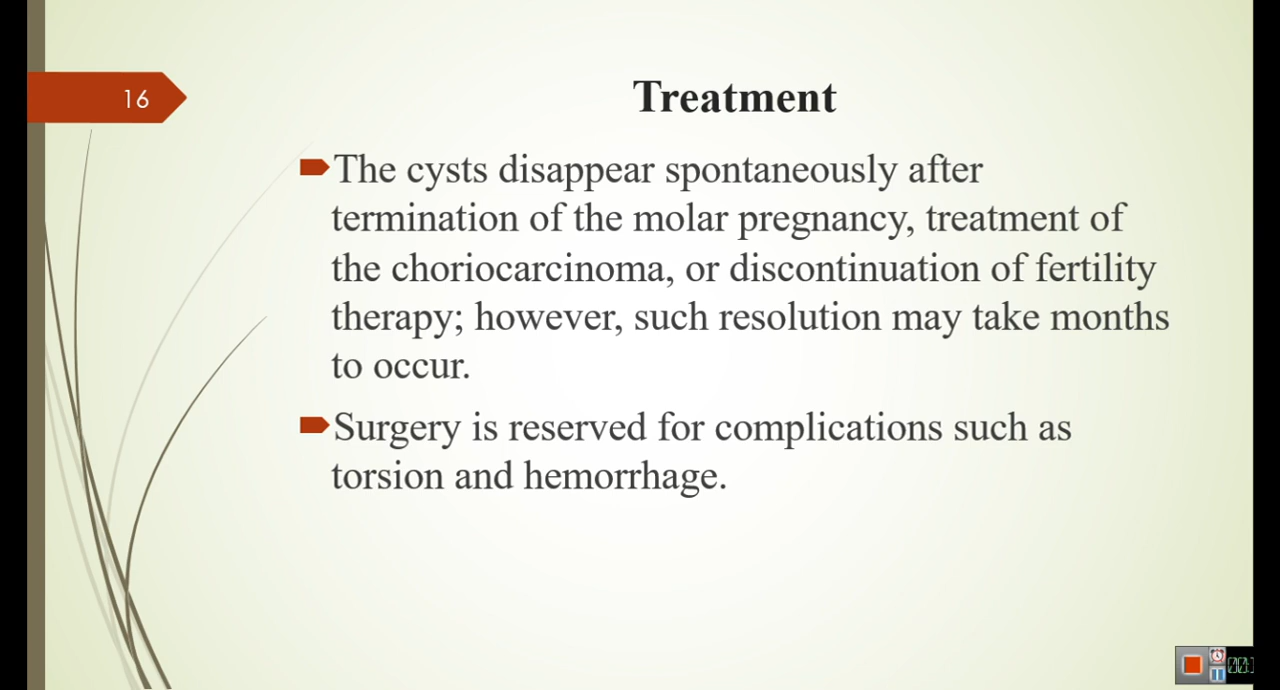 16
Treatment
The cysts disappear spontaneously after
termination of the molar pregnancy, treatment of
the choriocarcinoma, or discontinuation of fertility
therapy; however, such resolution may take months
to occur.
Surgery is reserved for complications such as
torsion and hemorrhage.